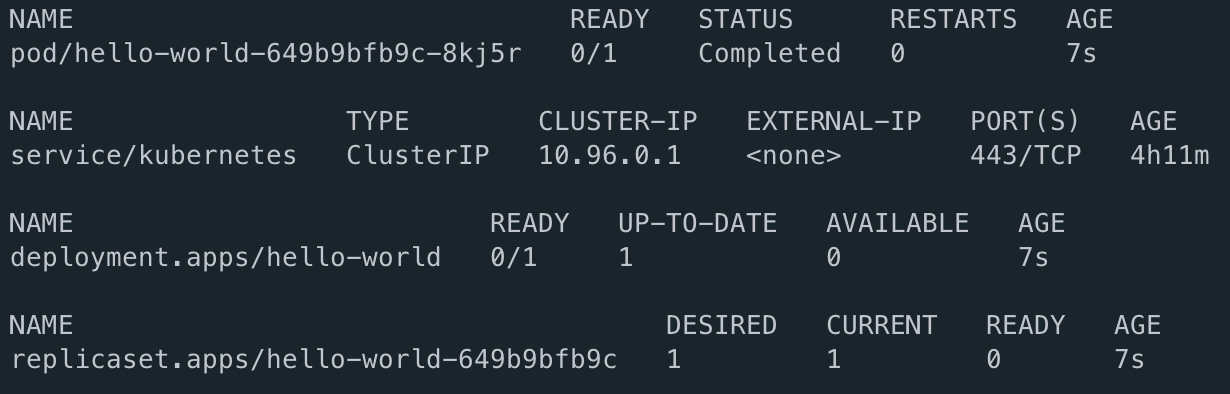 NAME READY STATUS RESTARTS AGE
pod/hello-world-649b9bfb9c-8kj5r 0/1 Completed 0 7s
NAME TYPE CLUSTER-IP EXTERNAL-IP PORT(S) AGE
service/kubernetes ClusterIP 10.96.0.1 <none> 443/TCP 4h11m
NAME READY UP-TO-DATE AVAILABLE AGE
deployment.apps/hello-world 0/1 1 0 7s
NAME DESIRED CURRENT READY AGE
replicaset.apps/hello-world-649b9bfb9c 1 1 0 7s